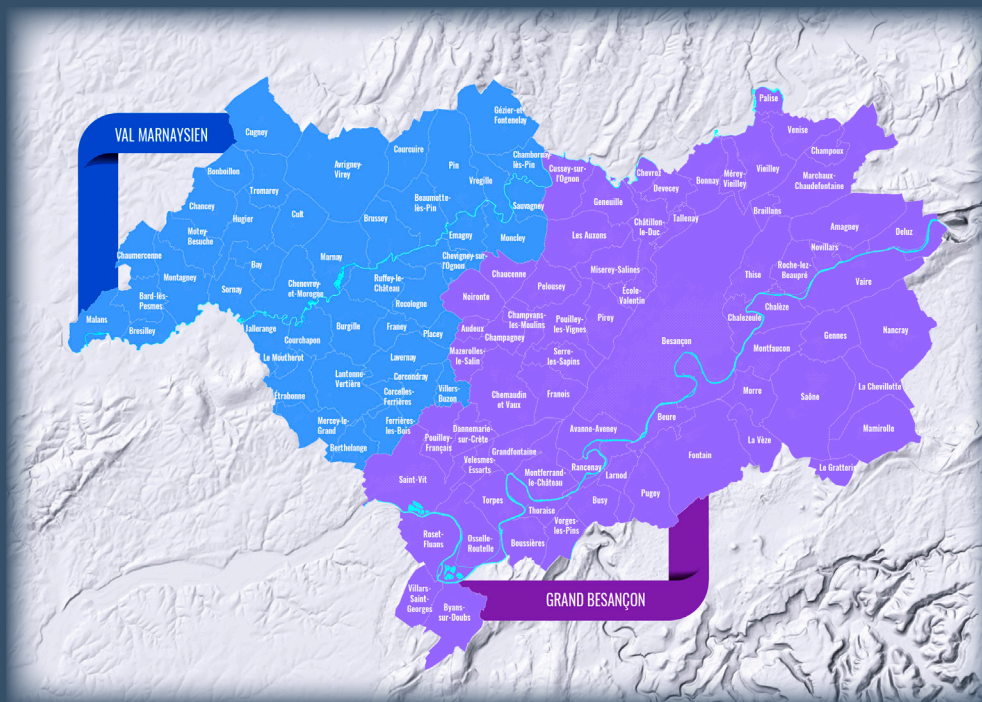 VAL MARNAYSIEN
Cugney
Gézier-et-
Fontenelay
Courcuire
Pin
Chambornay-
lès-Pin
Bonboillon
Avrigney-
Virey
Vregille
Tromarey
Beaumotte-
lès-Pin
Chancey
Hugier
Cult
Brussey
Sauvagney
Motey-
Besuche
Emagny
Moncley
Chaumercenne
Bay
Marnay
Chevigney-sur-
l'Ognon
Montagney
Sornay
Chenevrey-
et-Morogne
Ruffey-le-
Château
Bard-lès-
Pesmes
Recologne
Malans
Bresilley
Jallerange
Burgille
Franey
Placey
Courchapon
Le Moutherot
Lavernay
Lantenne-
Vertière
Corcondray
Étrabonne
Corcelles-
Ferrières
Villers-
Buzon
Mercey-le-
Grand
Ferrières-
les-Bois
Berthelange
Palise
Venise
Champoux
Cussey-sur-
l'Ognon
Chevroz
Devecey
Bonnay
Mérey-
Vieilley
Vieilley
Marchaux-
Chaudefontaine
Geneuille
Châtillon-
le-Duc
Tallenay
Braillans
Les Auxons
Amagney
Deluz
Novillars
Chaucenne
Miserey-Salines
Thise
Roche-lez-
Beaupré
Vaire
Pelousey
École-
Valentin
Noironte
Champvans-
les-Moulins
Pouilley-
les-Vignes
Pirey
Chalezeule
Chalèze
Audeux
Champagney
Besançon
Montfaucon
Gennes
Nancray
Mazerolles-
le-Salin
Serre-
les-Sapins
Chemaudin
et Vaux
Franois
Morre
Saône
La Chevillotte
Beure
Avanne-Aveney
Mamirolle
Dannemarie-
sur-Crète
Pouilley-
Français
Grandfontaine
La Vèze
Fontain
Velesmes-
Essarts
Rancenay
Larnod
Le Gratteris
Saint-Vit
Montferrand-
le-Château
Torpes
Busy
Pugey
Thoraise
Vorges-
les-Pins
Roset-
Fluans
Osselle-
Routelle
Boussières
Villars-
Saint-
Georges
Byans-
sur-Doubs
GRAND BESANÇON